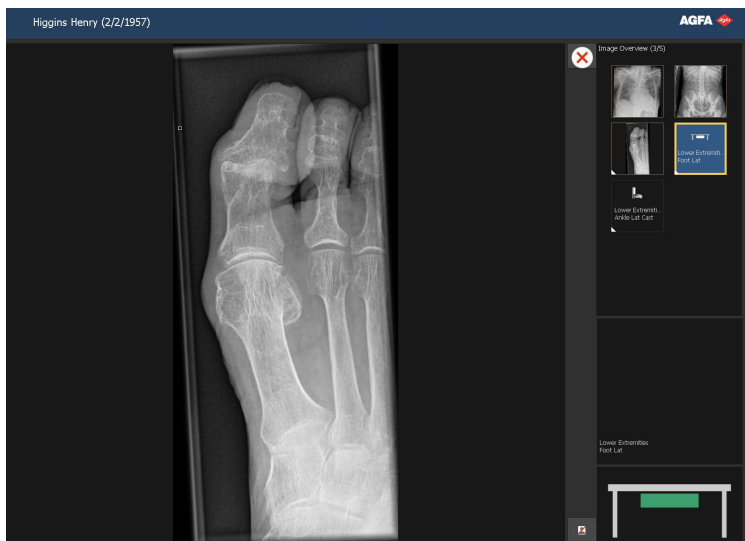 Higgins Henry (2/2/1957)
AGFA
Image Overview (3/5)
Lower Extremiti...
Foot Lat
Lower Extremiti...
Ankle Lat Cast
Lower Extremities
Foot Lat